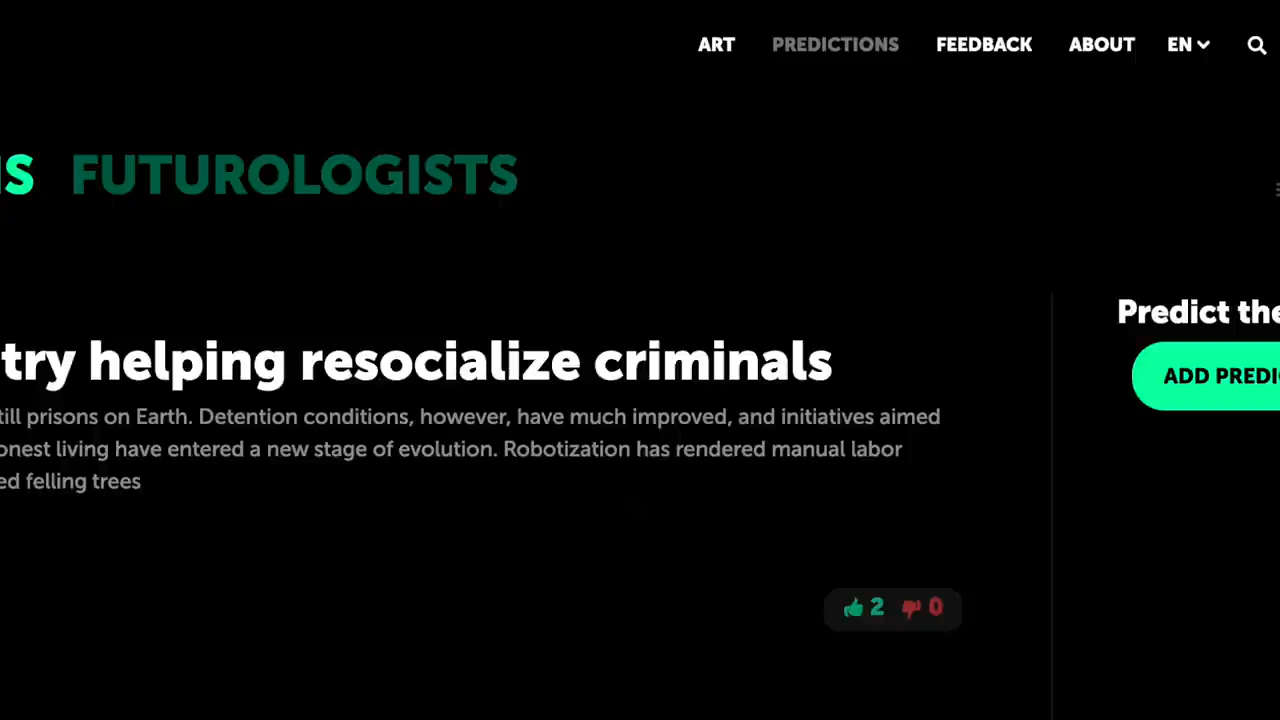 ART PREDICTIONS FEEDBACK ABOUT EN
S FUTUROLOGISTS
Predict the
try helping resocialize criminals
ADD PREDI
till prisons on Earth. Detention conditions, however, have much improved, and initiatives aimed
onest living have entered a new stage of evolution. Robotization has rendered manual labor
ed felling trees
2 0